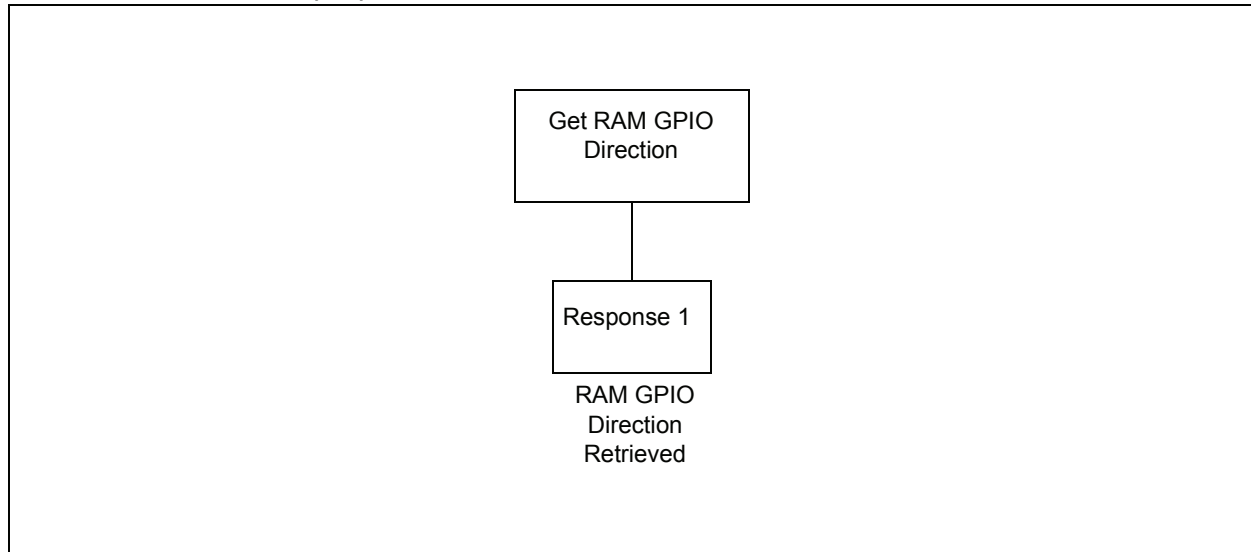 Get RAM GPIO
Direction
Response 1
RAM GPIO
Direction
Retrieved